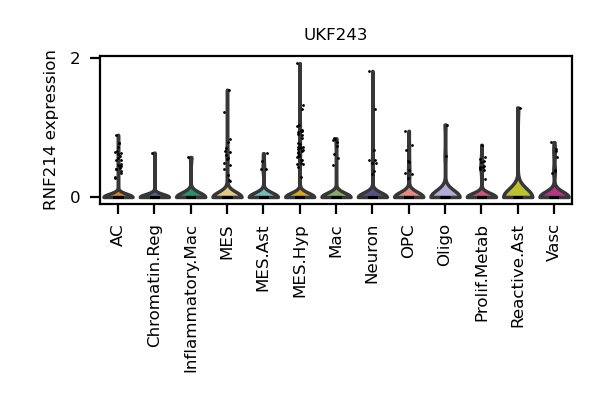 UKF243
RNF214 expression
2
0
AC
Chromatin.Reg
Inflammatory.Mac
MES
MES.Ast
MES.Hyp
Mac
Neuron
OPC
Oligo
Prolif.Metab
Reactive.Ast
Vasc